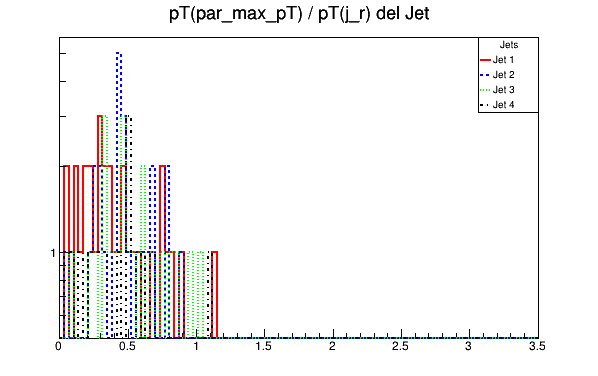 pT(par_max_pT) / pT(j_r) del Jet
Jets
Jet 1
Jet 2
Jet 3
Jet 4
1
0 0.5 1 1.5 2 2.5 3 3.5